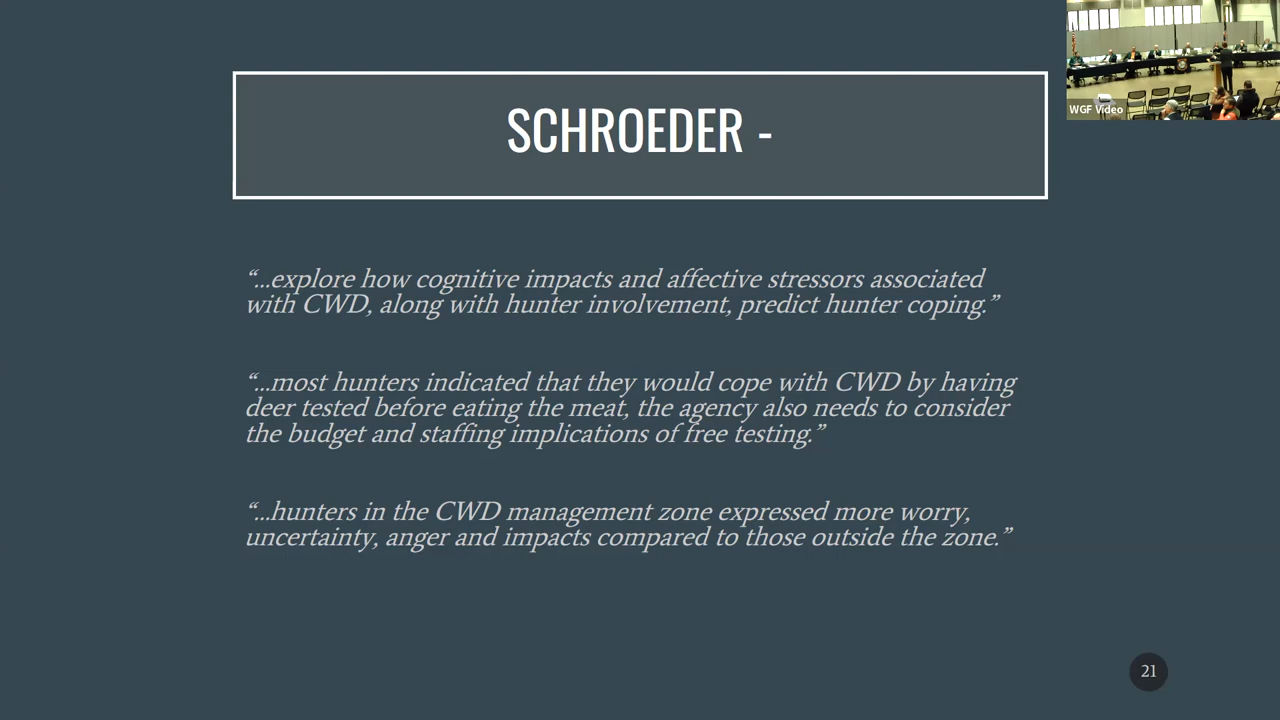 WGF Video
SCHROEDER -
“...explore how cognitive impacts and affective stressors associated
with CWD, along with hunter involvement, predict hunter coping.”
“...most hunters indicated that they would cope with CWD by having
deer tested before eating the meat, the agency also needs to consider
the budget and staffing implications of free testing.”
“...hunters in the CWD management zone expressed more worry,
uncertainty, anger and impacts compared to those outside the zone.”
21